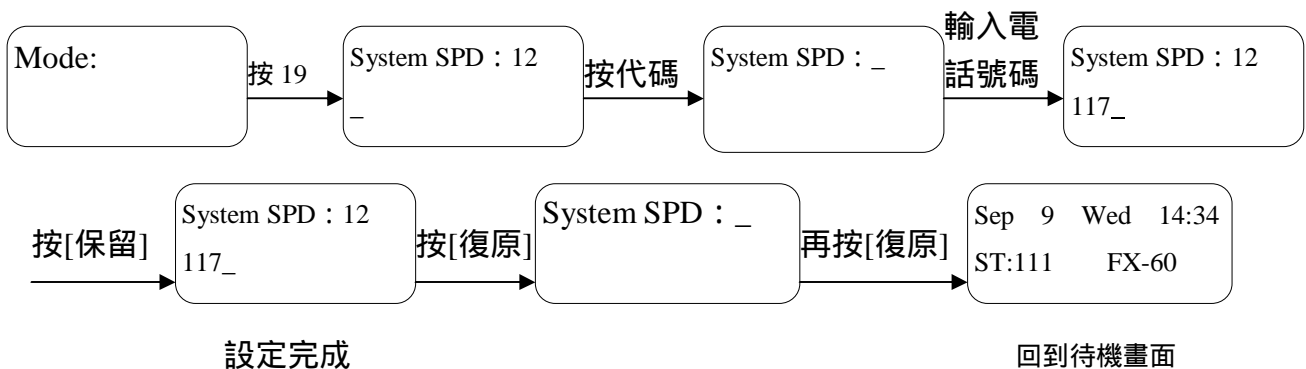 Mode:
按 19
System SPD：12
_
按代碼
System SPD：_
輸入電
話號碼
System SPD：12
117_
按[保留]
System SPD：12
117_
按[復原]
System SPD：_
再按[復原]
Sep 9 Wed 14:34
ST:111 FX-60
設定完成
回到待機畫面